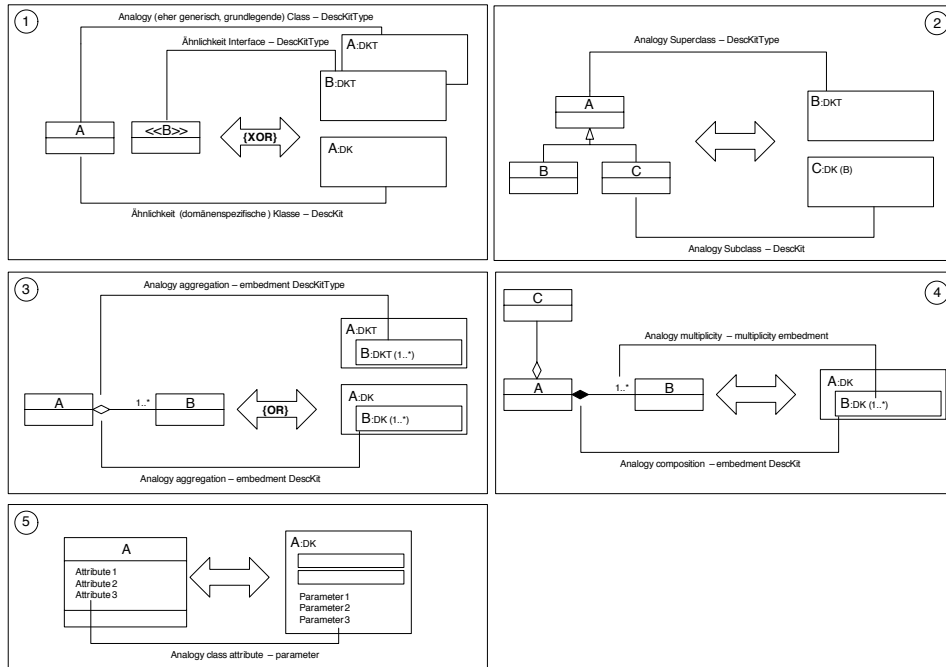 1
Analogy (eher generisch, grundlegende) Class – DescKitType
Ähnlichkeit Interface – DescKitType
A:DKT
B:DKT
A
<<B>>
{XOR}
A:DK
Ähnlichkeit (domänenspezifische) Klasse – DescKit
2
Analogy Superclass – DescKitType
A
B:DKT
B
C
C:DK (B)
Analogy Subclass – DescKit
3
Analogy aggregation – embedment DescKitType
A:DKT
B:DKT (1..*)
A
1..*
B
{OR}
A:DK
B:DK (1..*)
Analogy aggregation – embedment DescKit
4
C
Analogy multiplicity – multiplicity embedment
A
1..*
B
A:DK
B:DK (1..*)
Analogy composition – embedment DescKit
5
A
Attribute 1
Attribute 2
Attribute 3
A:DK
Parameter 1
Parameter 2
Parameter 3
Analogy class attribute – parameter